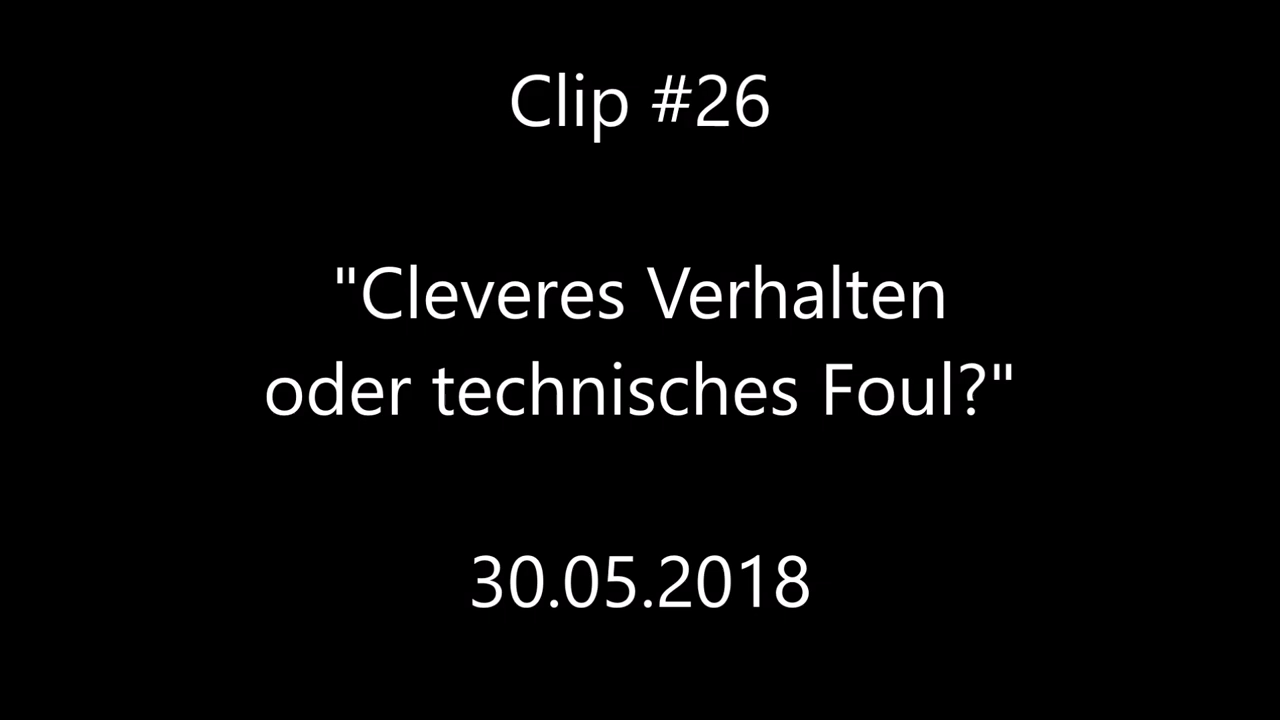 Clip #26
"Cleveres Verhalten
oder technisches Foul?"
30.05.2018